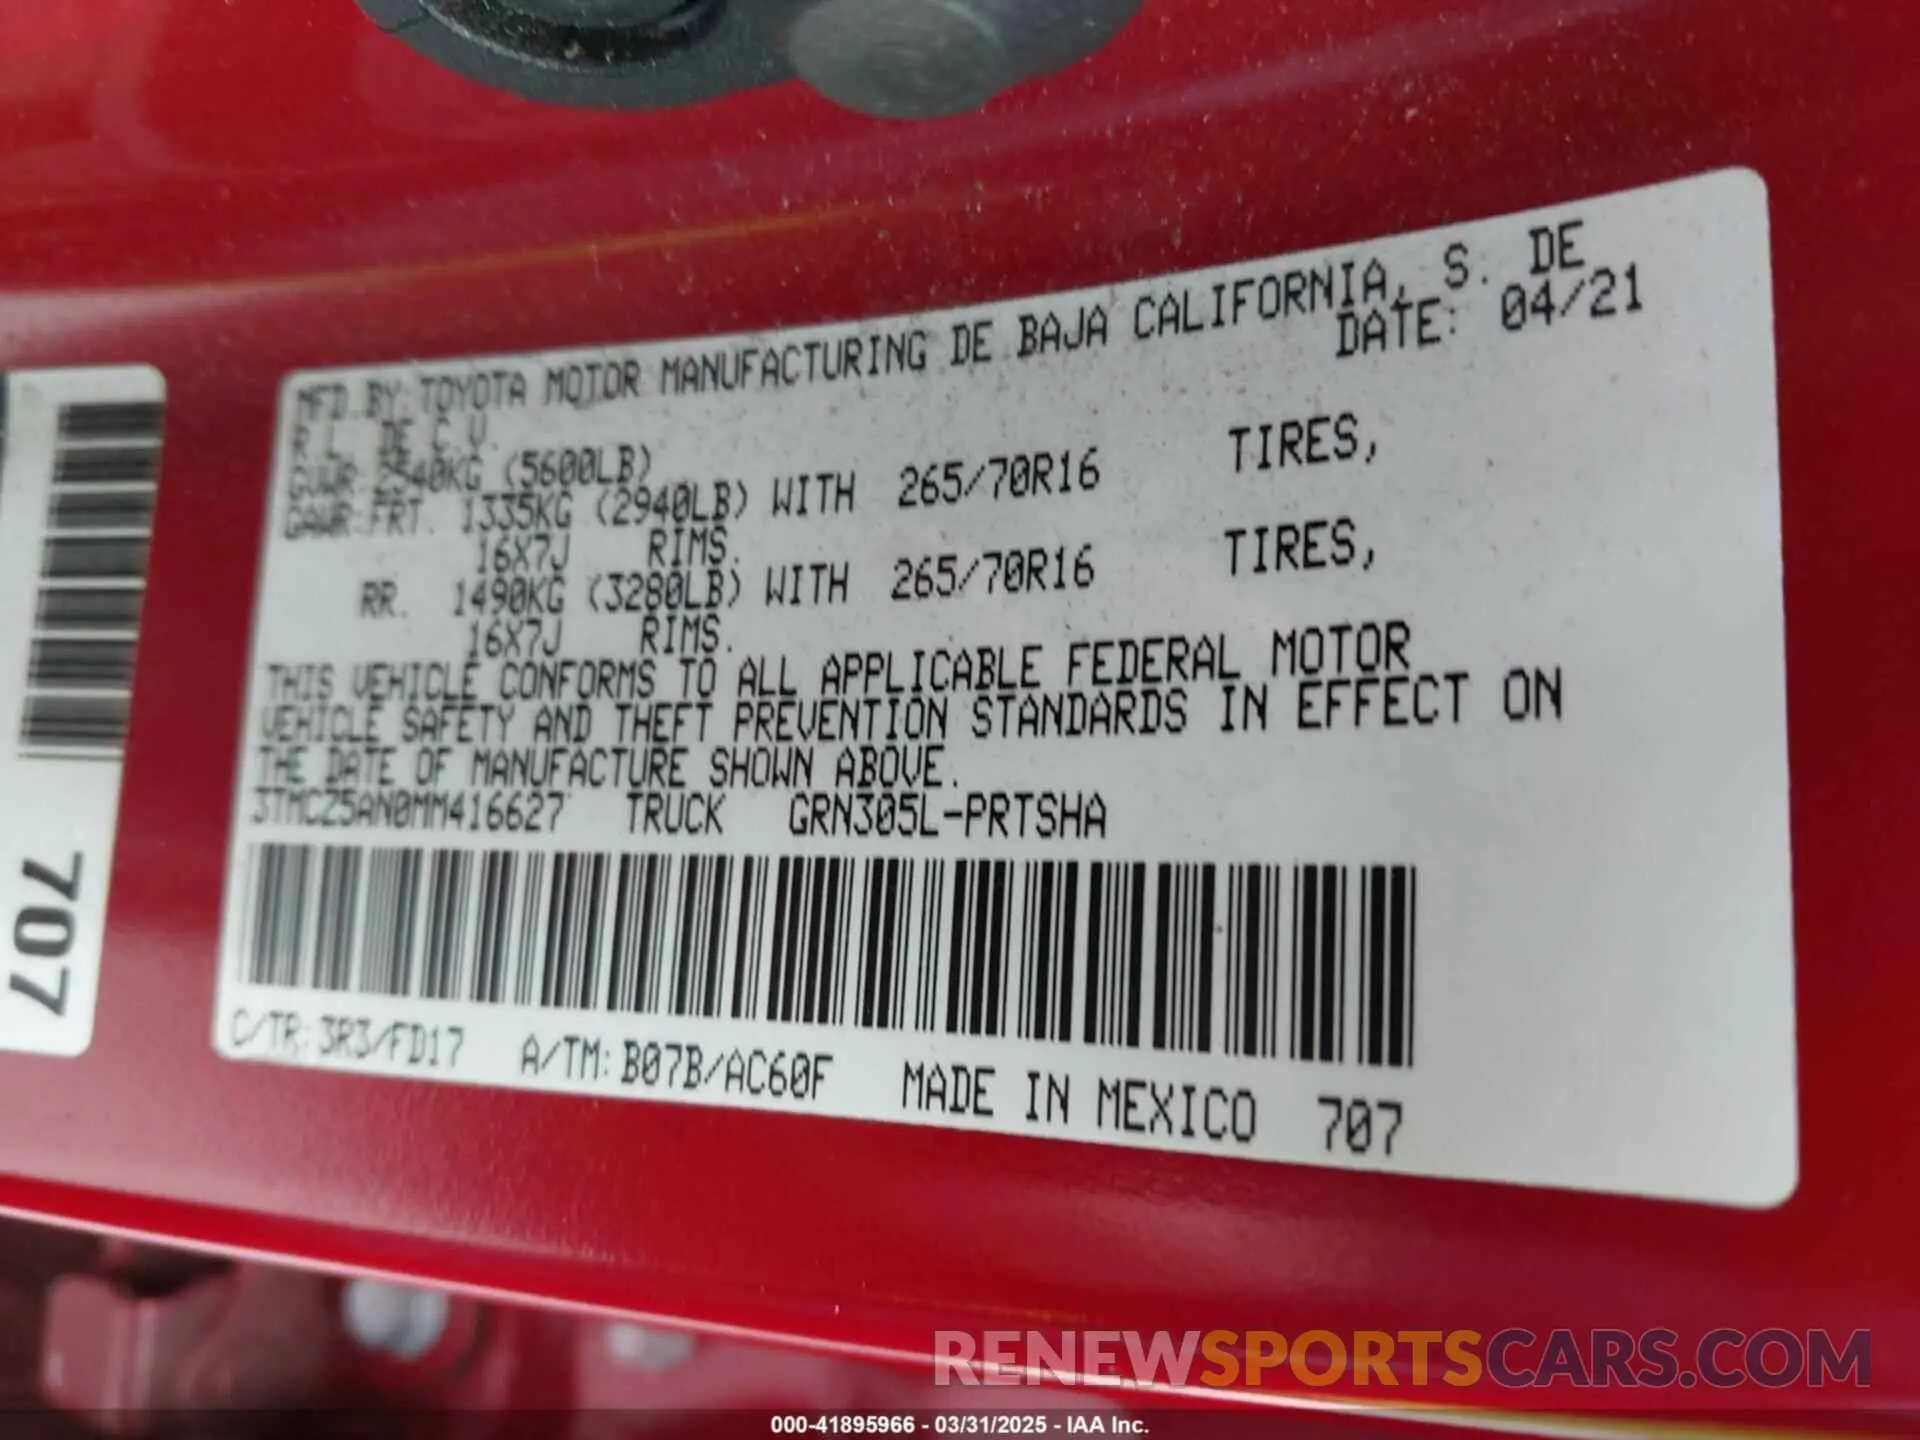 MFD. BY: TOYOTA MOTOR MANUFACTURING DE BAJA CALIFORNIA, S. DE
R.L. DE C.V. DATE: 04/21
GVWR: 2540KG (5600LB)
GAWR:FRT. 1335KG (2940LB) WITH 265/70R16 TIRES,
16X7J RIMS.
RR. 1490KG (3280LB) WITH 265/70R16 TIRES,
16X7J RIMS.
THIS VEHICLE CONFORMS TO ALL APPLICABLE FEDERAL MOTOR
VEHICLE SAFETY AND THEFT PREVENTION STANDARDS IN EFFECT ON
THE DATE OF MANUFACTURE SHOWN ABOVE.
3TMCZ5AN0MM416627 TRUCK GRN305L-PRTSHA
C/TR: 3R3/FD17 A/TM: B07B/AC60F MADE IN MEXICO 707
707
RENEWSPORTSCARS.COM
000-41895966 - 03/31/2025 - IAA Inc.